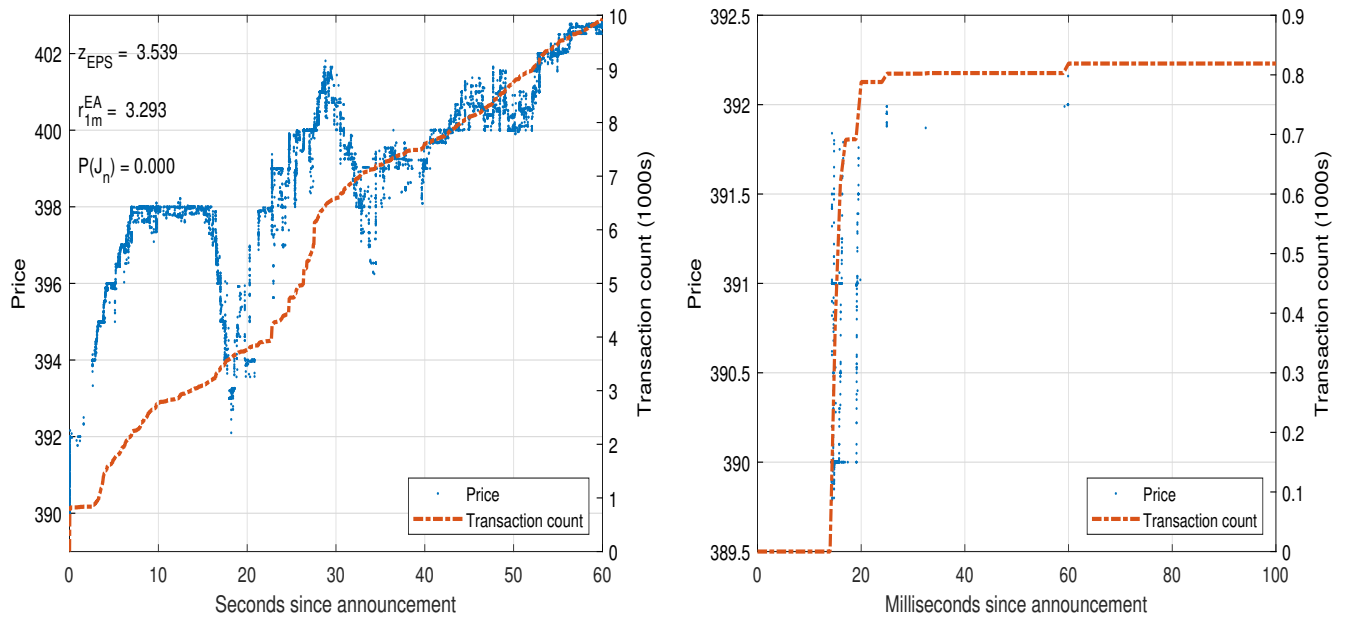 z_EPS = 3.539
r_1m^EA = 3.293
P(J_n) = 0.000
Price
402
400
398
396
394
392
390
10
9
8
7
6
5
4
3
2
1
0
Transaction count (1000s)
Price
Transaction count
0 10 20 30 40 50 60
Seconds since announcement
Price
392.5
392
391.5
391
390.5
390
389.5
0.9
0.8
0.7
0.6
0.5
0.4
0.3
0.2
0.1
0
Transaction count (1000s)
Price
Transaction count
0 20 40 60 80 100
Milliseconds since announcement